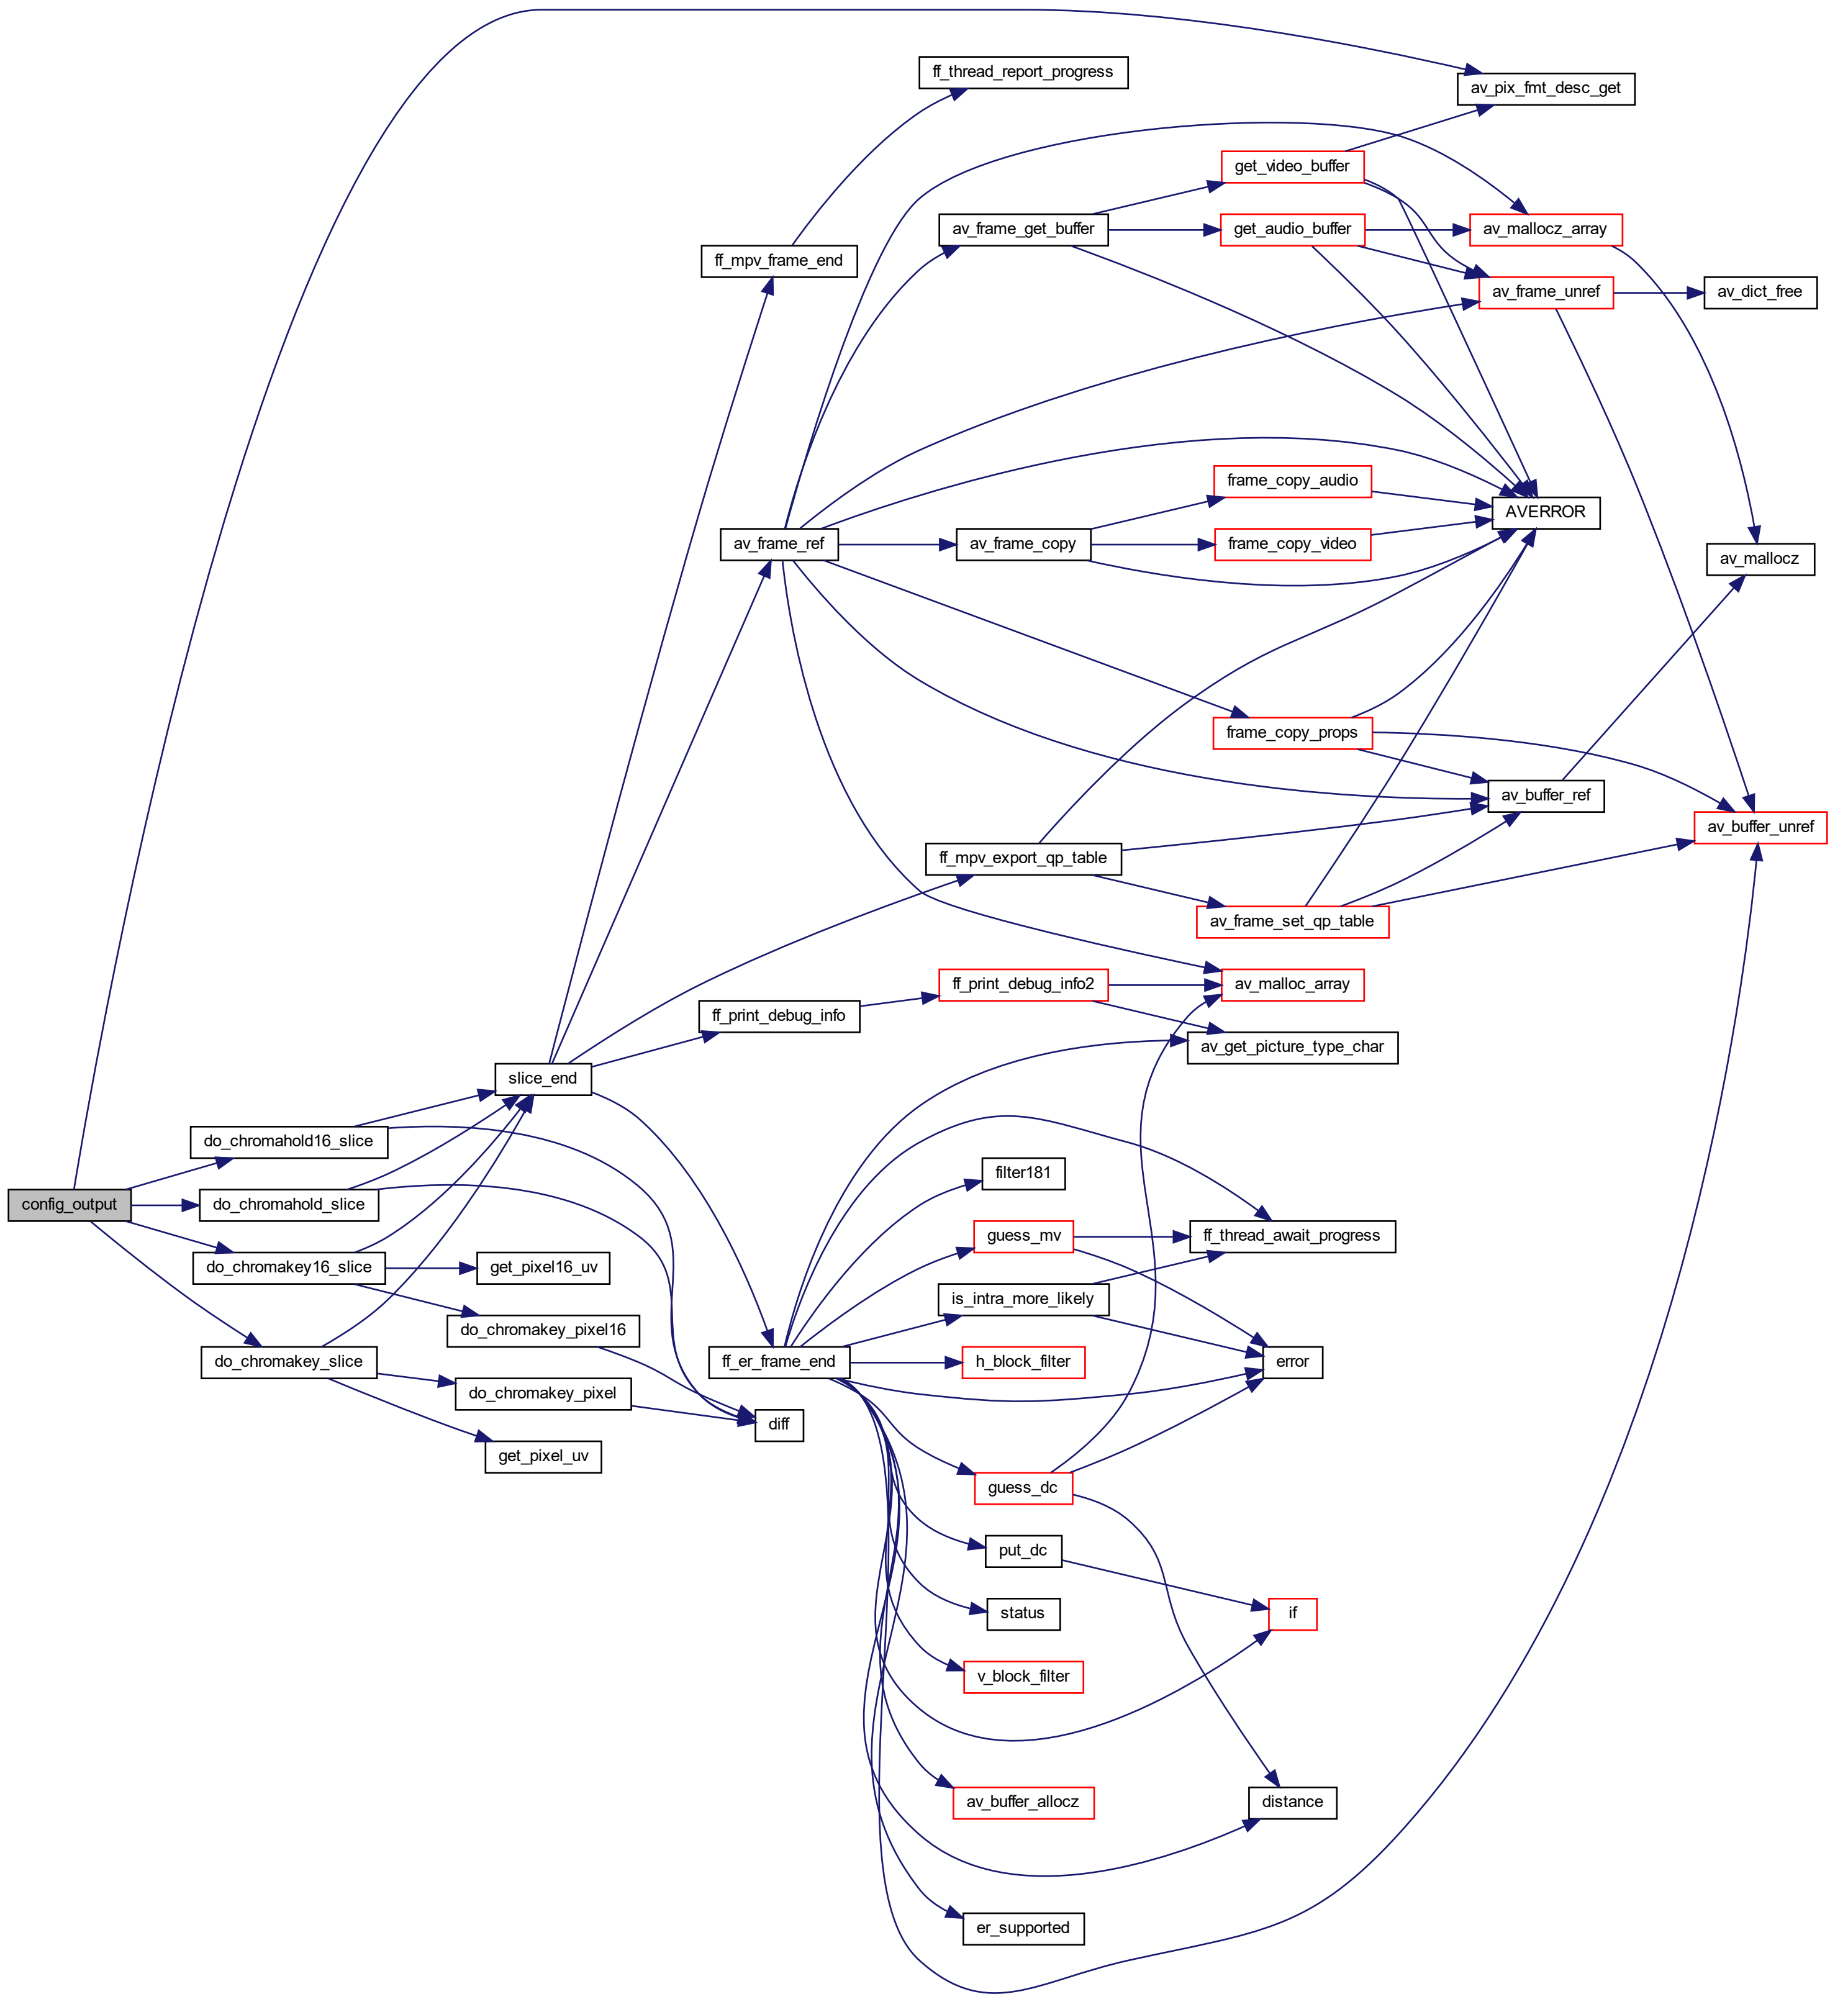 ff_thread_report_progress
av_pix_fmt_desc_get
get_video_buffer
av_frame_get_buffer
get_audio_buffer
av_mallocz_array
ff_mpv_frame_end
av_frame_unref
av_dict_free
frame_copy_audio
AVERROR
av_frame_ref
av_frame_copy
frame_copy_video
av_mallocz
frame_copy_props
av_buffer_ref
av_buffer_unref
ff_mpv_export_qp_table
av_frame_set_qp_table
ff_print_debug_info2
av_malloc_array
ff_print_debug_info
av_get_picture_type_char
slice_end
do_chromahold16_slice
filter181
config_output
do_chromahold_slice
guess_mv
ff_thread_await_progress
do_chromakey16_slice
get_pixel16_uv
is_intra_more_likely
do_chromakey_pixel16
do_chromakey_slice
ff_er_frame_end
h_block_filter
error
do_chromakey_pixel
diff
get_pixel_uv
guess_dc
put_dc
status
if
v_block_filter
av_buffer_allocz
distance
er_supported